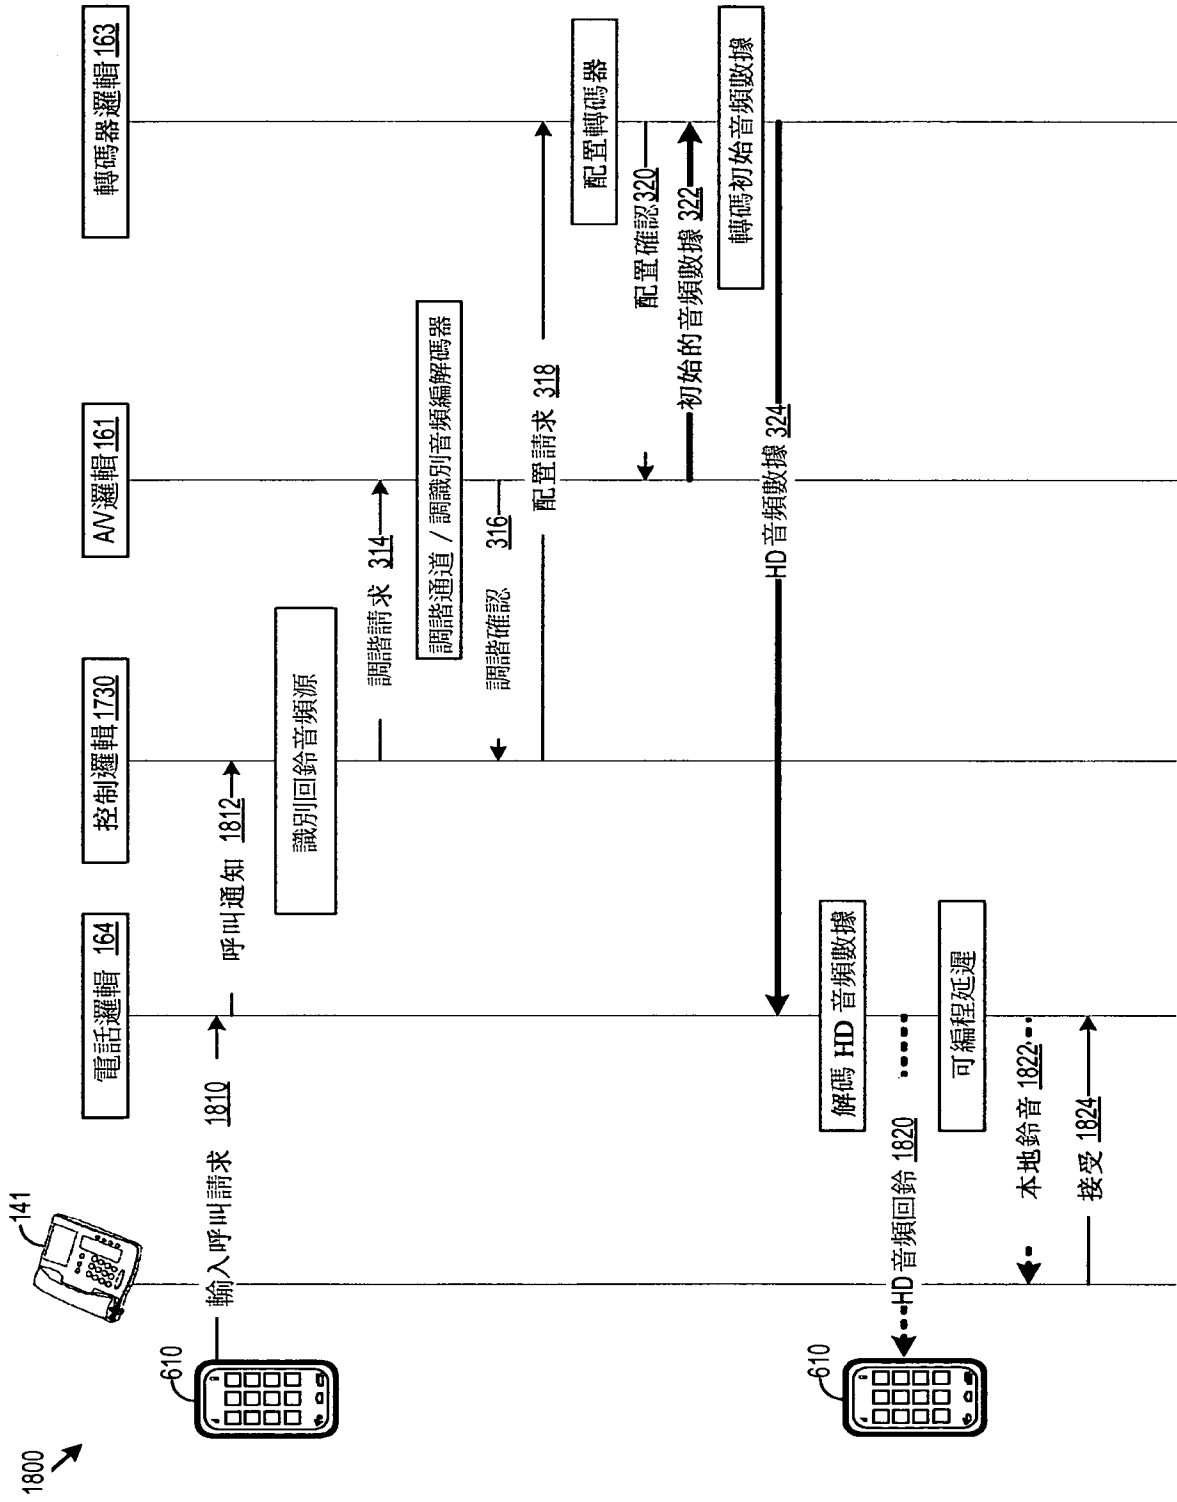 1800
610
141
電話邏輯 164
控制邏輯 1730
A/V邏輯 161
轉碼器邏輯 163
輸入呼叫請求 1810
呼叫通知 1812
識別回鈴音頻源
調諧請求 314
調諧通道 / 調識別音頻編解碼器
調諧確認 316
配置請求 318
配置轉碼器
配置確認 320
初始的音頻數據 322
轉碼初始音頻數據
HD 音頻數據 324
解碼 HD 音頻數據
610
HD 音頻回鈴 1820
可編程延遲
本地鈴音 1822
接受 1824